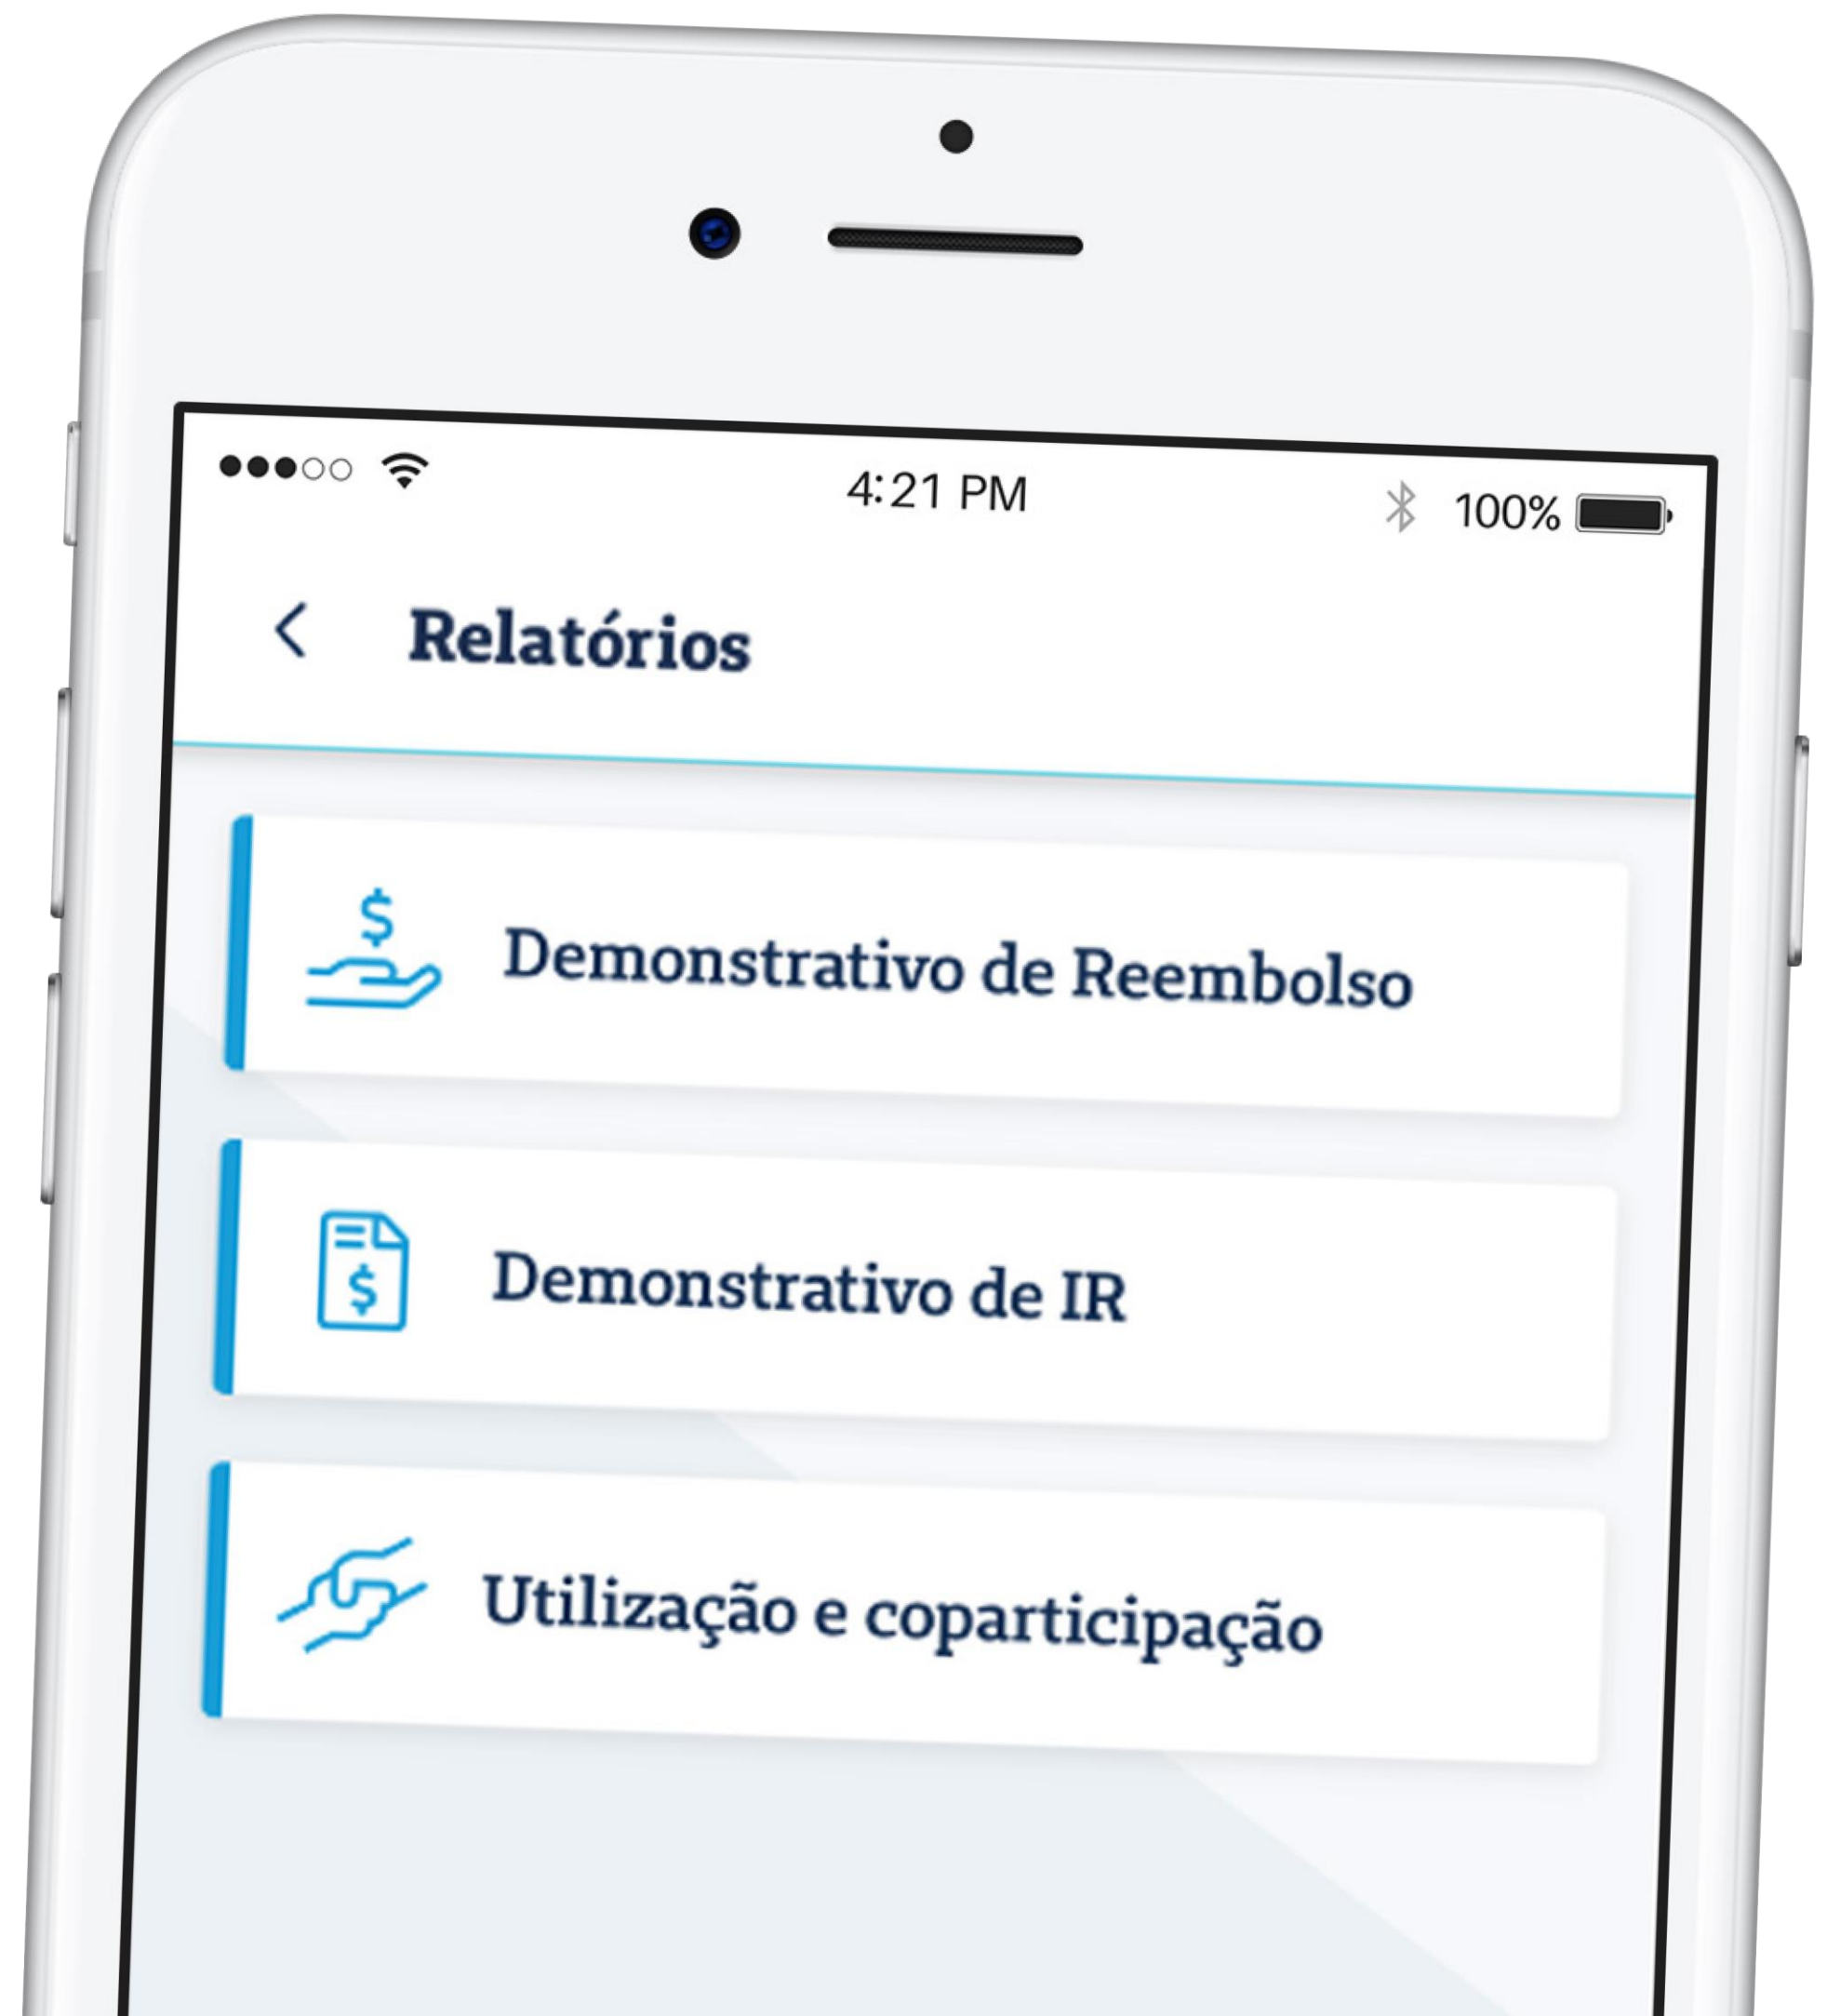 4:21 PM
100%
Relatórios
Demonstrativo de Reembolso
Demonstrativo de IR
Utilização e coparticipação